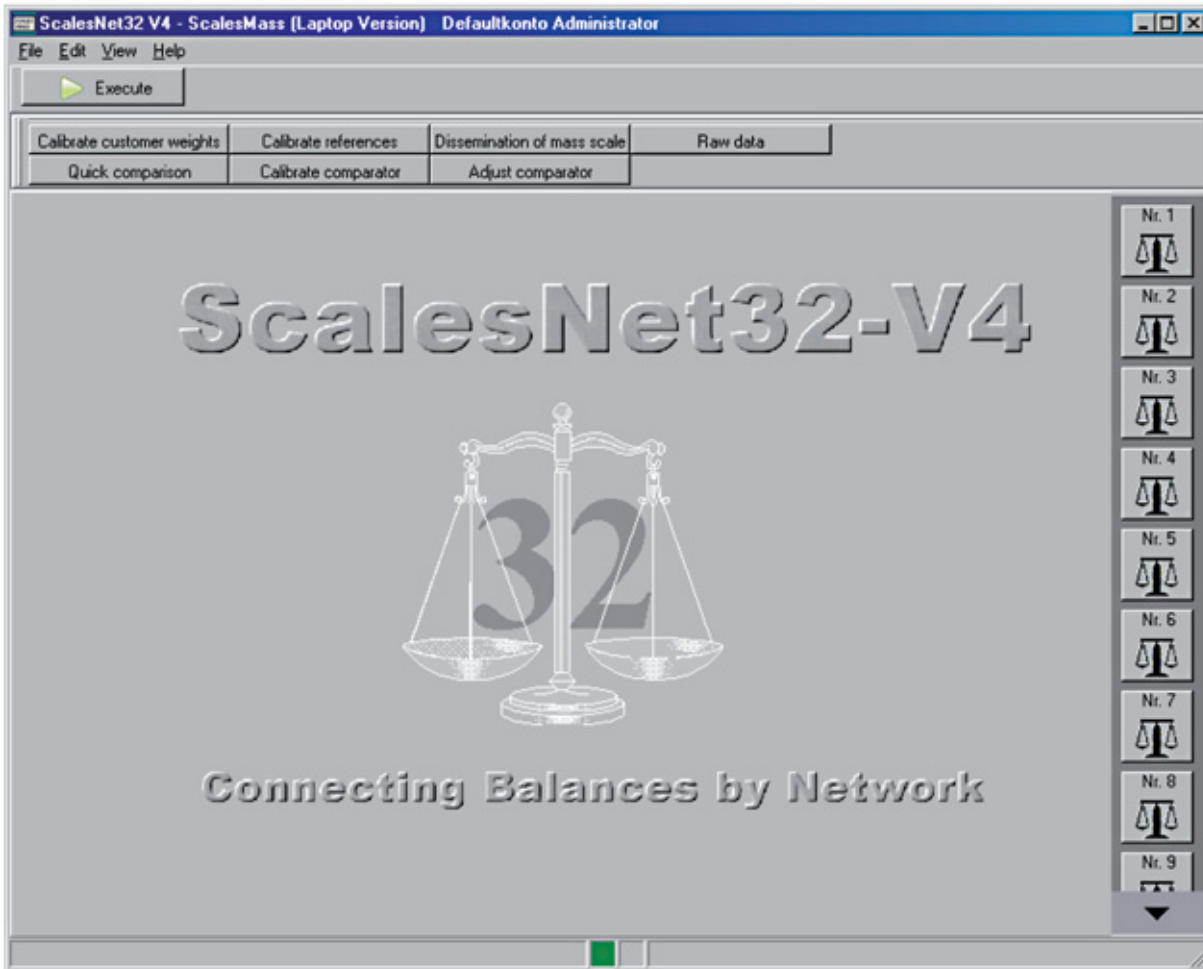 ScalesNet32 V4 - ScalesMass (Laptop Version) Defaultkonto Administrator
File Edit View Help
Execute
Calibrate customer weights Calibrate references Dissemination of mass scale Raw data
Quick comparison Calibrate comparator Adjust comparator
Nr. 1
Nr. 2
Nr. 3
Nr. 4
Nr. 5
Nr. 6
Nr. 7
Nr. 8
Nr. 9
ScalesNet32-V4
32
Connecting Balances by Network